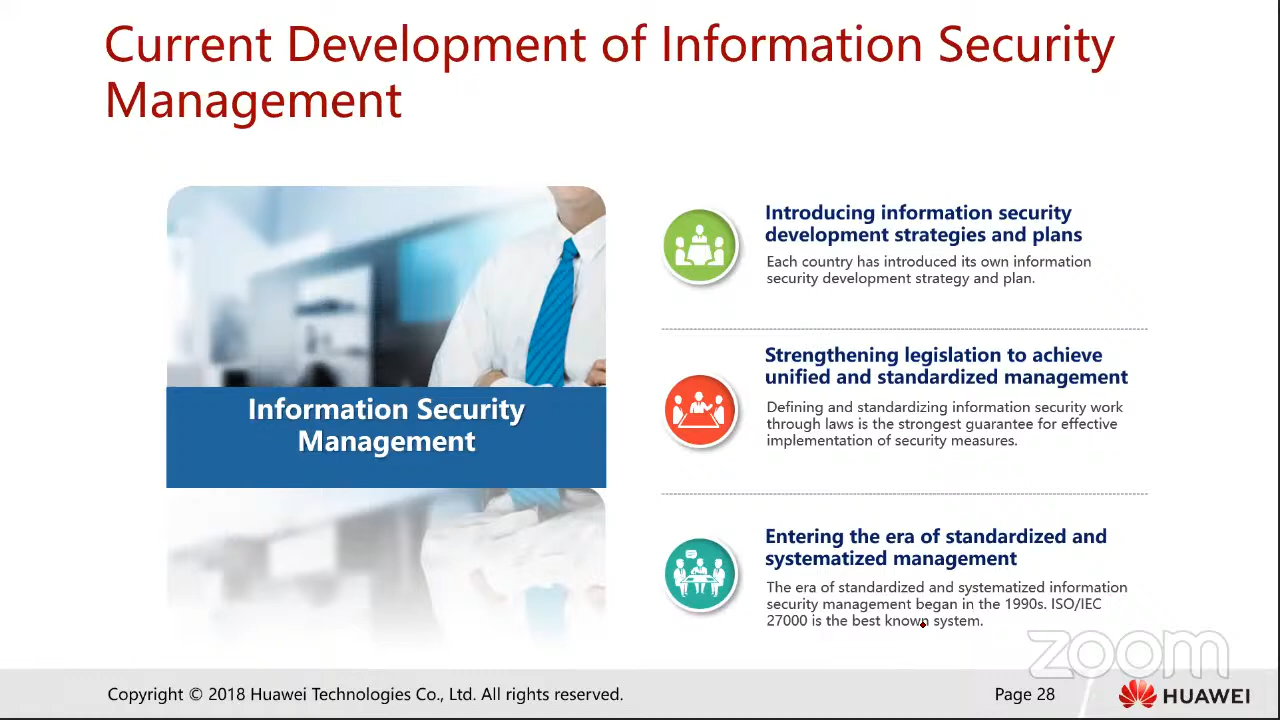 Current Development of Information Security
Management
Information Security
Management
Introducing information security
development strategies and plans
Each country has introduced its own information
security development strategy and plan.
Strengthening legislation to achieve
unified and standardized management
Defining and standardizing information security work
through laws is the strongest guarantee for effective
implementation of security measures.
Entering the era of standardized and
systematized management
The era of standardized and systematized information
security management began in the 1990s. ISO/IEC
27000 is the best known system.
zoom
Copyright © 2018 Huawei Technologies Co., Ltd. All rights reserved.
Page 28
HUAWEI